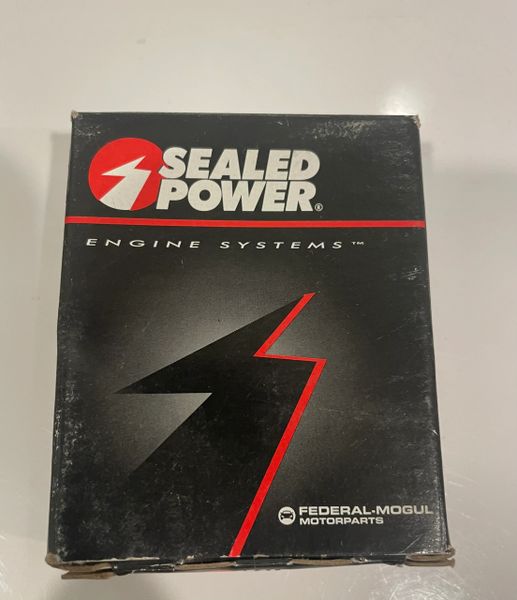 SEALED
POWER®
ENGINE SYSTEMS™
FEDERAL-MOGUL
MOTORPARTS